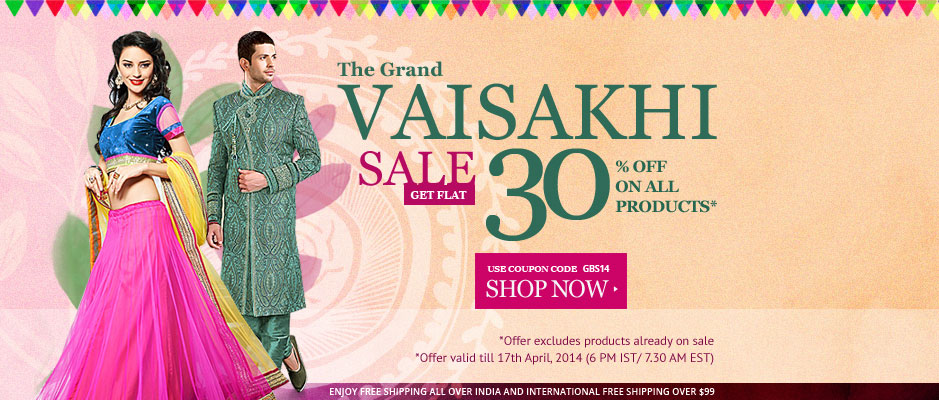 The Grand
VAISAKHI
SALE
GET FLAT
30
% OFF
ON ALL
PRODUCTS*
USE COUPON CODE GBS14
SHOP NOW
*Offer excludes products already on sale
*Offer valid till 17th April, 2014 (6 PM IST/ 7.30 AM EST)
ENJOY FREE SHIPPING ALL OVER INDIA AND INTERNATIONAL FREE SHIPPING OVER $99